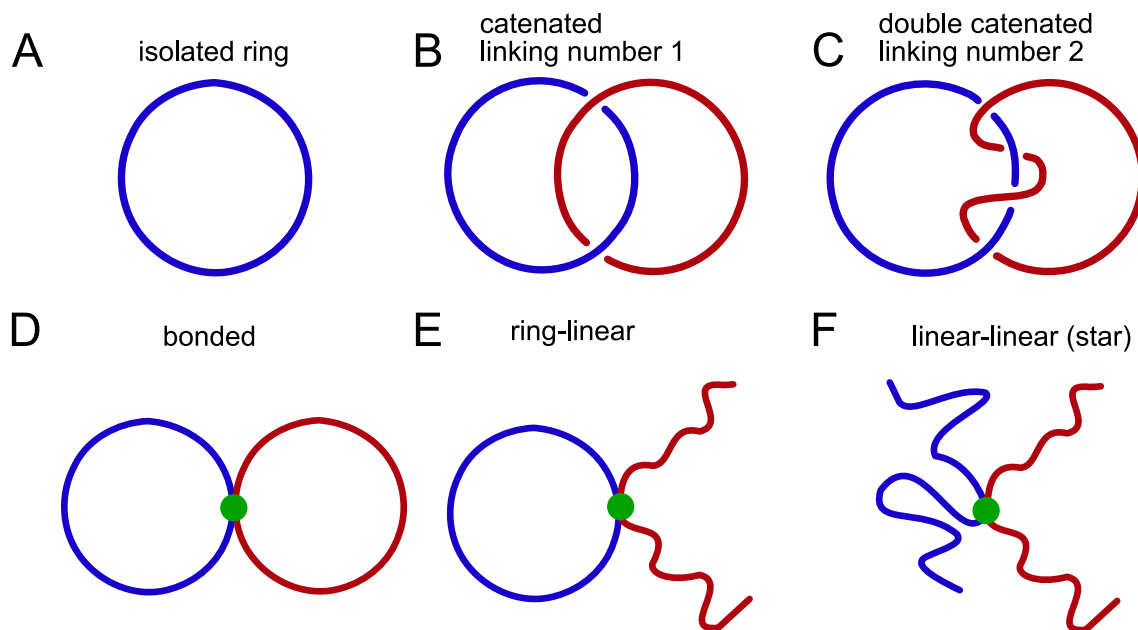 A
isolated ring
B
catenated
linking number 1
C
double catenated
linking number 2
D
bonded
E
ring-linear
F
linear-linear (star)